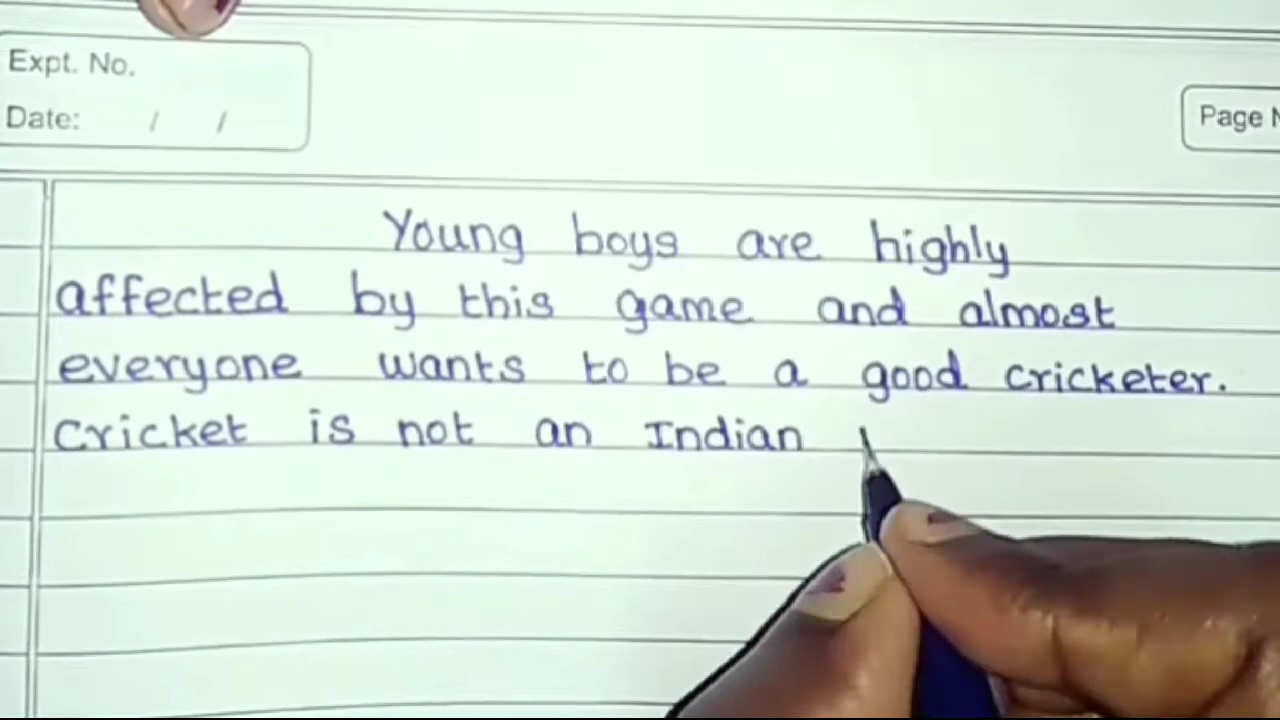 Expt. No.
Date: / /
Page N
Young boys are highly
affected by this game and almost
everyone wants to be a good cricketer.
Cricket is not an Indian